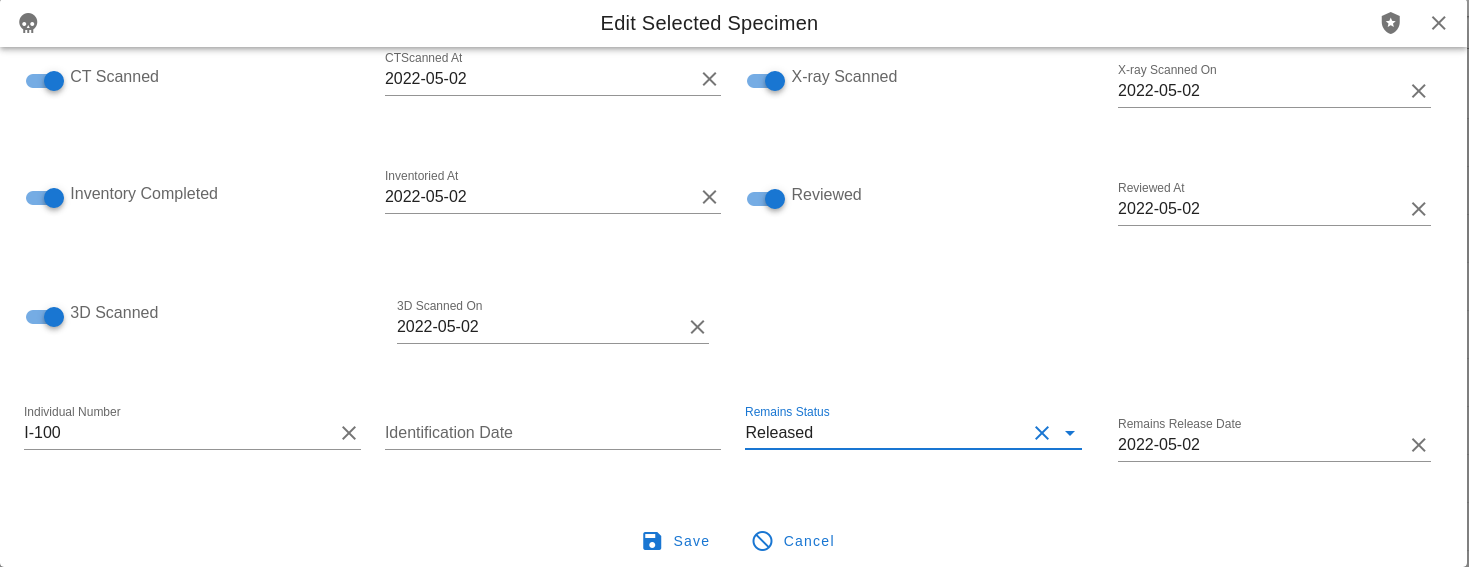 Edit Selected Specimen
CT Scanned
CTScanned At
2022-05-02
X-ray Scanned
X-ray Scanned On
2022-05-02
Inventory Completed
Inventoried At
2022-05-02
Reviewed
Reviewed At
2022-05-02
3D Scanned
3D Scanned On
2022-05-02
Individual Number
I-100
Identification Date
Remains Status
Released
Remains Release Date
2022-05-02
Save
Cancel